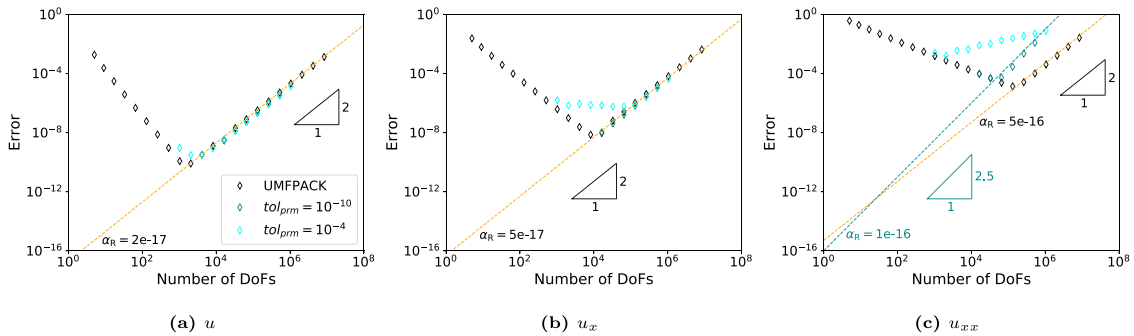 10^0
10^-4
10^-8
10^-12
10^-16
Error
10^0 10^2 10^4 10^6 10^8
Number of DoFs
2
1
UMFPACK
tol_prm = 10^-10
tol_prm = 10^-4
α_R = 2e-17
(a) u
10^0
10^-4
10^-8
10^-12
10^-16
Error
10^0 10^2 10^4 10^6 10^8
Number of DoFs
2
1
α_R = 5e-17
(b) u_x
10^0
10^-4
10^-8
10^-12
10^-16
Error
10^0 10^2 10^4 10^6 10^8
Number of DoFs
2
1
α_R = 5e-16
2.5
1
α_R = 1e-16
(c) u_xx